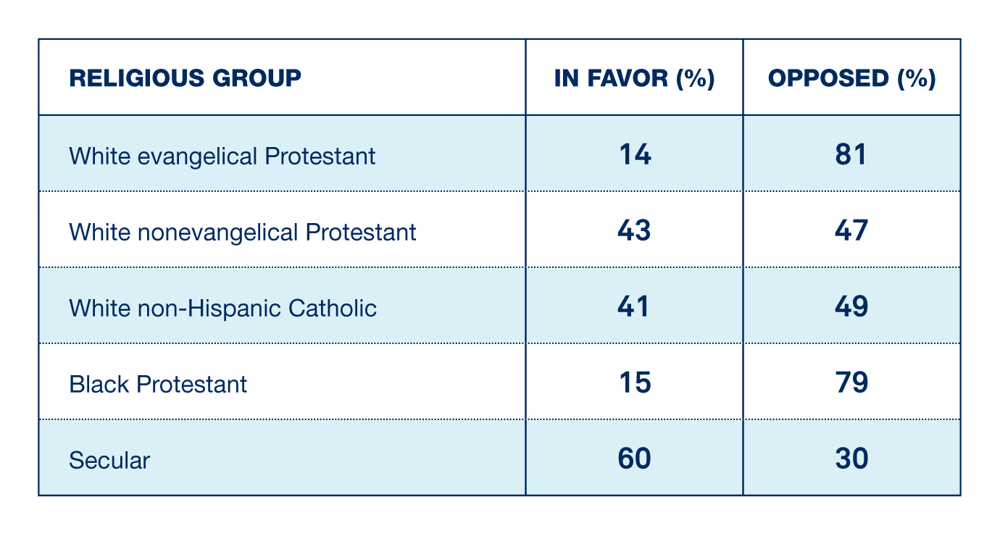 RELIGIOUS GROUP IN FAVOR (%) OPPOSED (%)
White evangelical Protestant 14 81
White nonevangelical Protestant 43 47
White non-Hispanic Catholic 41 49
Black Protestant 15 79
Secular 60 30